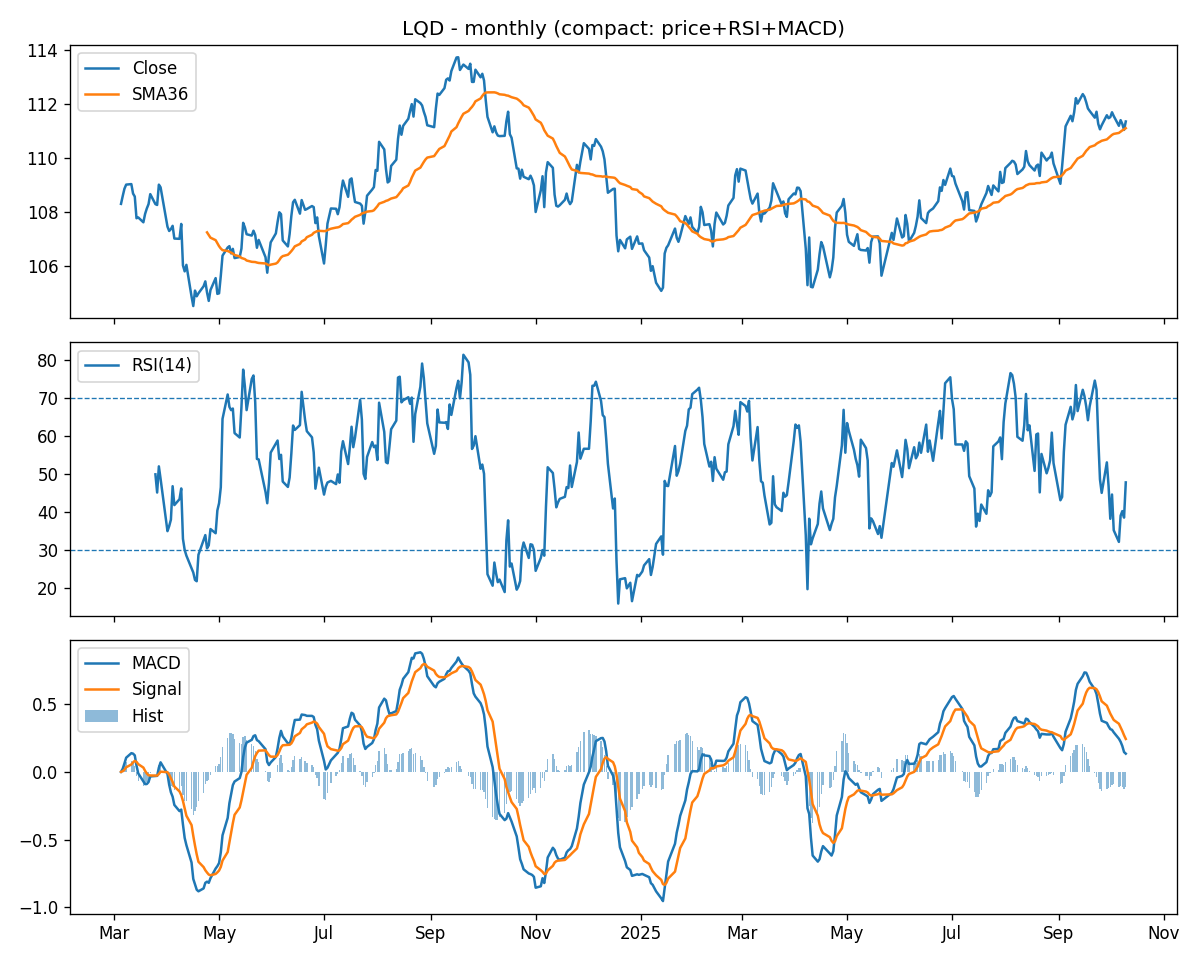 LQD - monthly (compact: price+RSI+MACD)
114
112
110
108
106
Close
SMA36
80
70
60
50
40
30
20
RSI(14)
0.5
0.0
−0.5
−1.0
MACD
Signal
Hist
Mar May Jul Sep Nov 2025 Mar May Jul Sep Nov